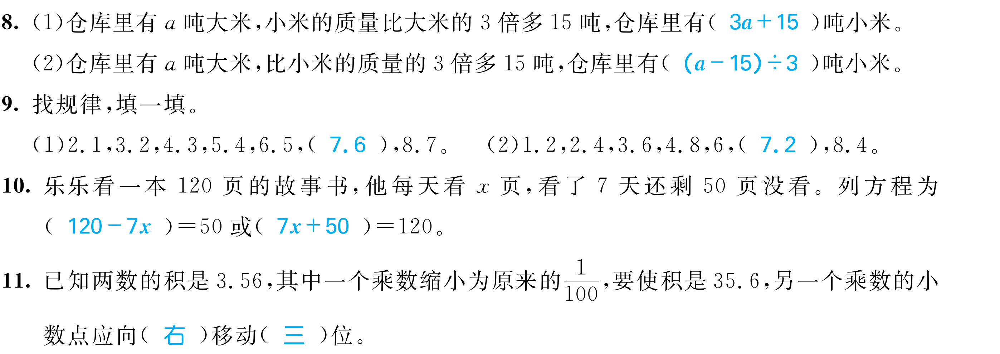 8. (1)仓库里有 a 吨大米,小米的质量比大米的 3 倍多 15 吨,仓库里有( 3a+15 )吨小米。
(2)仓库里有 a 吨大米,比小米的质量的 3 倍多 15 吨,仓库里有( (a-15)÷3 )吨小米。
9. 找规律,填一填。
(1)2.1,3.2,4.3,5.4,6.5,( 7.6 ),8.7。 (2)1.2,2.4,3.6,4.8,6,( 7.2 ),8.4。
10. 乐乐看一本 120 页的故事书,他每天看 x 页,看了 7 天还剩 50 页没看。列方程为
( 120-7x )=50 或( 7x+50 )=120。
11. 已知两数的积是 3.56,其中一个乘数缩小为原来的1/100,要使积是 35.6,另一个乘数的小
数点应向( 右 )移动( 三 )位。